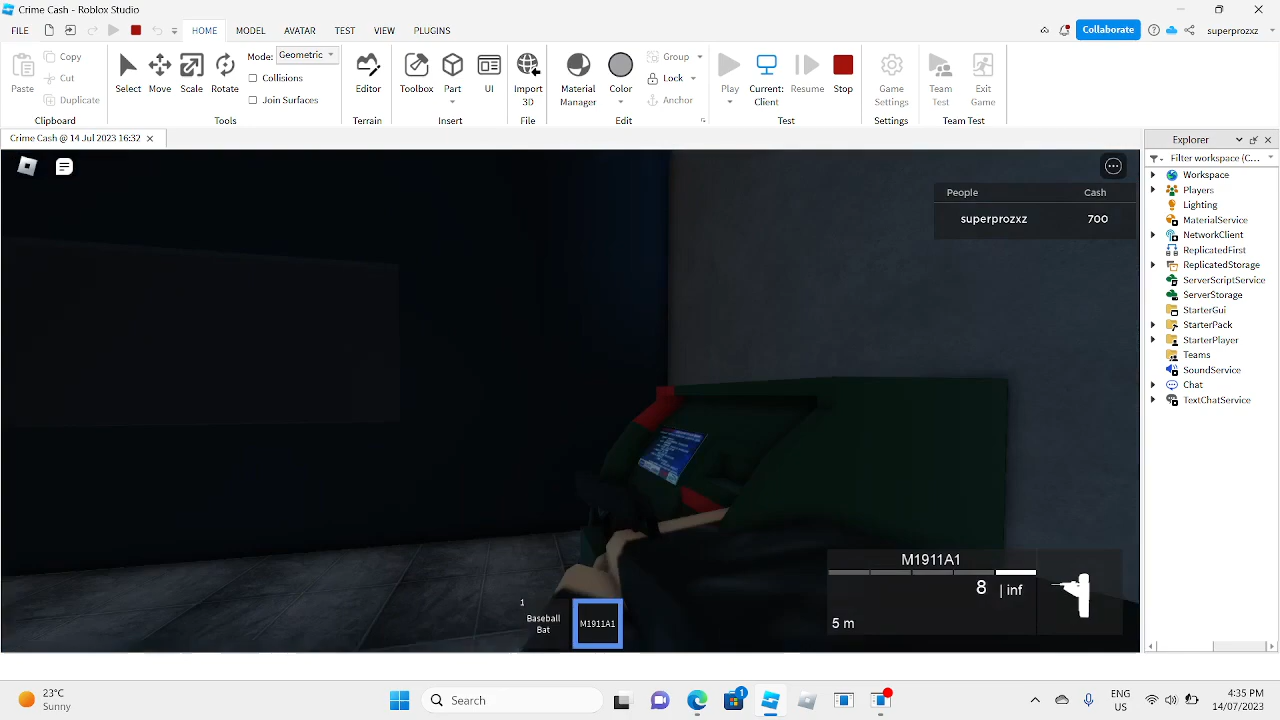 Crime Cash - Roblox Studio
FILE HOME MODEL AVATAR TEST VIEW PLUGINS Collaborate superprozxz
Paste Copy Cut Duplicate Clipboard
Select Move Scale Rotate Mode: Geometric Collisions Join Surfaces Tools
Editor Terrain
Toolbox Part UI Insert
Import 3D File
Material Manager Color Group Lock Anchor Edit
Play Current: Client Resume Stop Test
Game Settings Settings
Team Test Exit Game Team Test
Crime Cash @ 14 Jul 2023 16:32
People Cash
superprozxz 700
M1911A1
8 | inf
5 m
1
Baseball Bat
M1911A1
Explorer
Filter workspace (C...
Workspace
Players
Lighting
MaterialService
NetworkClient
ReplicatedFirst
ReplicatedStorage
ServerScriptService
ServerStorage
StarterGui
StarterPack
StarterPlayer
Teams
SoundService
Chat
TextChatService
23°C
Sunny
Search
1
ENG
US
4:35 PM
14/07/2023